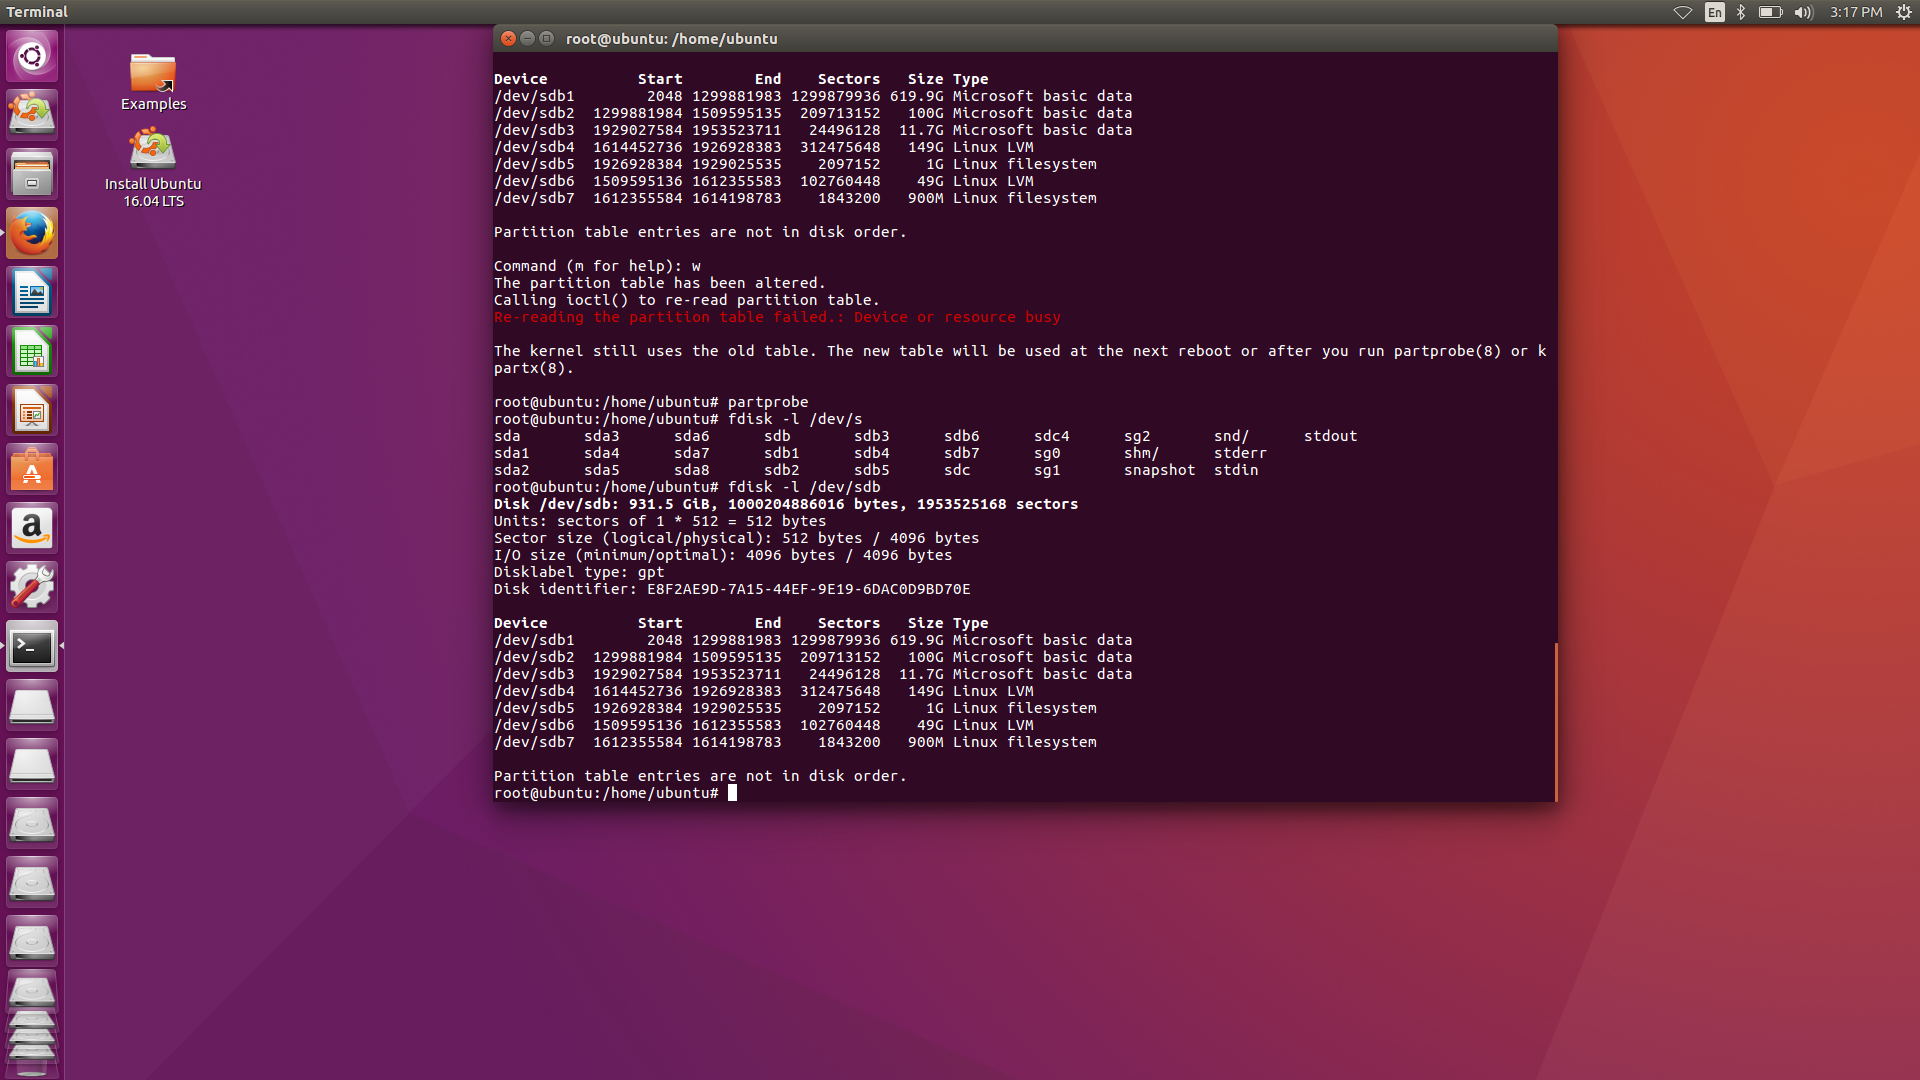 Terminal
En
3:17 PM
Examples
Install Ubuntu
16.04 LTS
root@ubuntu: /home/ubuntu
Device          Start        End    Sectors   Size Type
/dev/sdb1        2048 1299881983 1299879936 619.9G Microsoft basic data
/dev/sdb2  1299881984 1509595135  209713152   100G Microsoft basic data
/dev/sdb3  1929027584 1953523711   24496128  11.7G Microsoft basic data
/dev/sdb4  1614452736 1926928383  312475648   149G Linux LVM
/dev/sdb5  1926928384 1929025535    2097152     1G Linux filesystem
/dev/sdb6  1509595136 1612355583  102760448    49G Linux LVM
/dev/sdb7  1612355584 1614198783    1843200   900M Linux filesystem
Partition table entries are not in disk order.
Command (m for help): w
The partition table has been altered.
Calling ioctl() to re-read partition table.
Re-reading the partition table failed.: Device or resource busy
The kernel still uses the old table. The new table will be used at the next reboot or after you run partprobe(8) or k
partx(8).
root@ubuntu:/home/ubuntu# partprobe
root@ubuntu:/home/ubuntu# fdisk -l /dev/s
sda       sda3      sda6      sdb       sdb3      sdb6      sdc4      sg2       snd/      stdout
sda1      sda4      sda7      sdb1      sdb4      sdb7      sg0       shm/      stderr
sda2      sda5      sda8      sdb2      sdb5      sdc       sg1       snapshot  stdin
root@ubuntu:/home/ubuntu# fdisk -l /dev/sdb
Disk /dev/sdb: 931.5 GiB, 1000204886016 bytes, 1953525168 sectors
Units: sectors of 1 * 512 = 512 bytes
Sector size (logical/physical): 512 bytes / 4096 bytes
I/O size (minimum/optimal): 4096 bytes / 4096 bytes
Disklabel type: gpt
Disk identifier: E8F2AE9D-7A15-44EF-9E19-6DAC0D9BD70E
Device          Start        End    Sectors   Size Type
/dev/sdb1        2048 1299881983 1299879936 619.9G Microsoft basic data
/dev/sdb2  1299881984 1509595135  209713152   100G Microsoft basic data
/dev/sdb3  1929027584 1953523711   24496128  11.7G Microsoft basic data
/dev/sdb4  1614452736 1926928383  312475648   149G Linux LVM
/dev/sdb5  1926928384 1929025535    2097152     1G Linux filesystem
/dev/sdb6  1509595136 1612355583  102760448    49G Linux LVM
/dev/sdb7  1612355584 1614198783    1843200   900M Linux filesystem
Partition table entries are not in disk order.
root@ubuntu:/home/ubuntu#